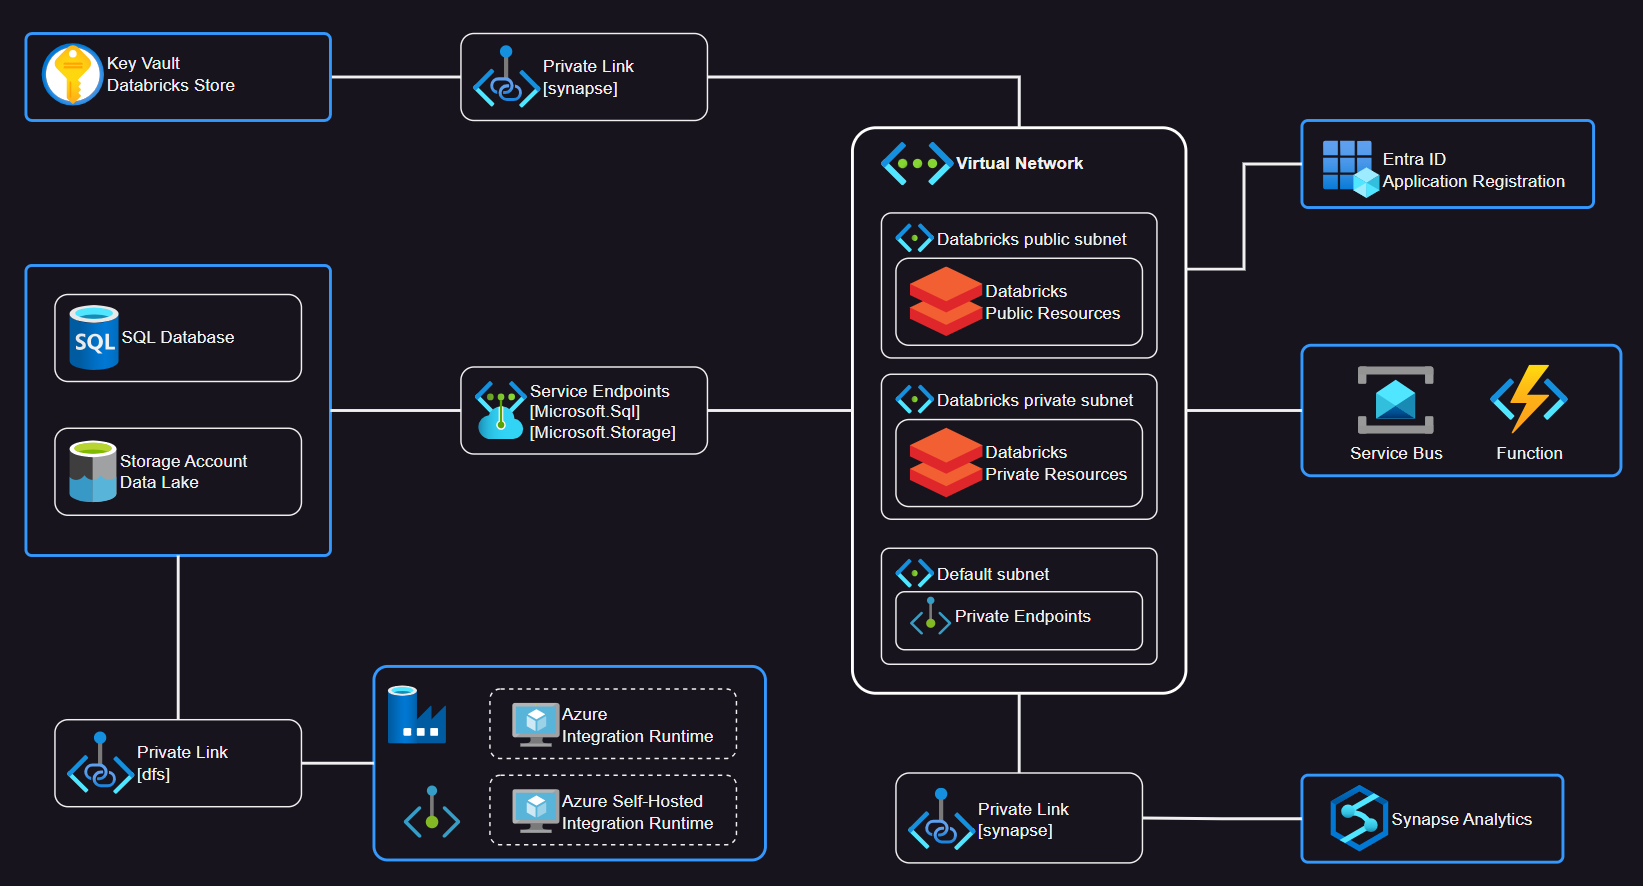 Key Vault
Databricks Store
Private Link
[synapse]
Virtual Network
Entra ID
Application Registration
Databricks public subnet
Databricks
Public Resources
SQL
SQL Database
Storage Account
Data Lake
Service Endpoints
[Microsoft.Sql]
[Microsoft.Storage]
Databricks private subnet
Databricks
Private Resources
Service Bus
Function
Default subnet
Private Endpoints
Private Link
[dfs]
Azure
Integration Runtime
Azure Self-Hosted
Integration Runtime
Private Link
[synapse]
Synapse Analytics